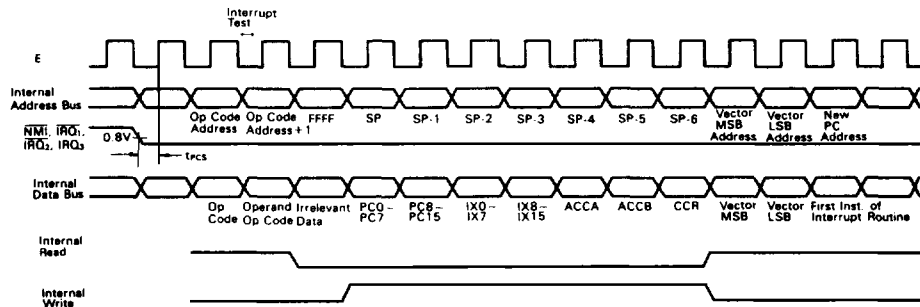 Interrupt
Test
E
Internal
Address Bus
Op Code
Address
Op Code
Address + 1
FFFF
SP
SP-1
SP-2
SP-3
SP-4
SP-5
SP-6
Vector
MSB
Address
Vector
LSB
Address
New
PC
Address
NMI, IRQ1,
IRQ2, IRQ3
0.8V
tPCS
Internal
Data Bus
Op
Code
Operand
Op Code
Irrelevant
Data
PC0~
PC7
PC8~
PC15
IX0~
IX7
IX8~
IX15
ACCA
ACCB
CCR
Vector
MSB
Vector
LSB
First Inst. of
Interrupt Routine
Internal
Read
Internal
Write